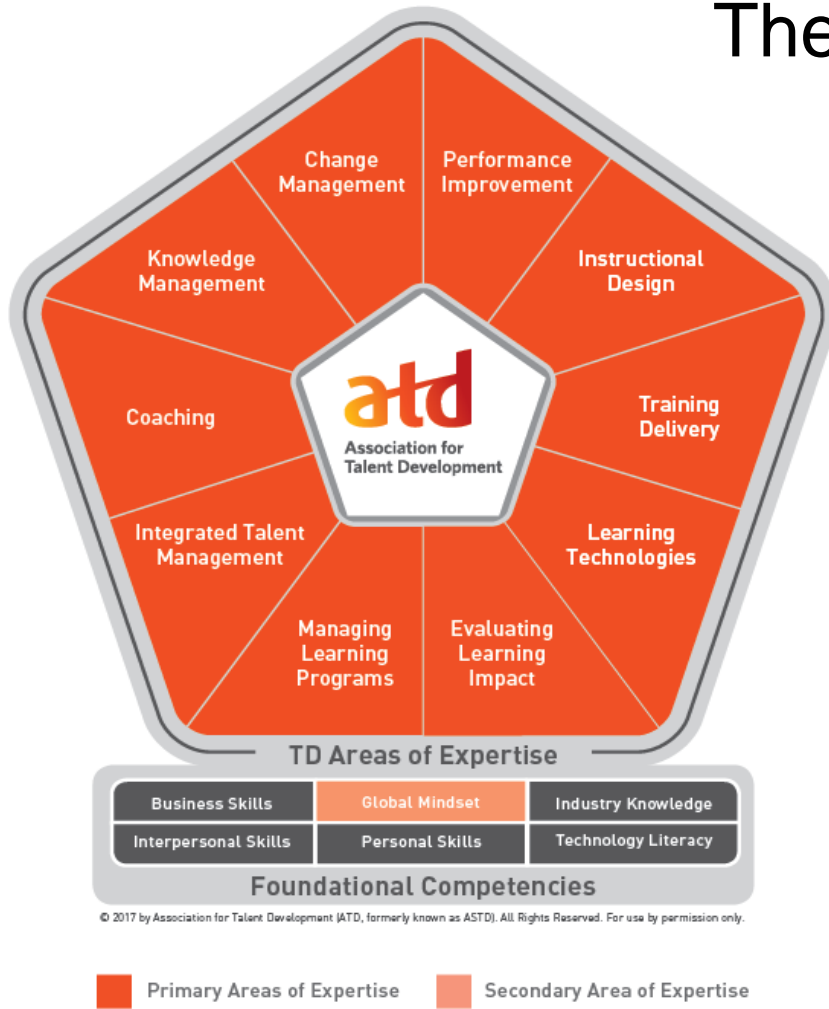 The
Change
Management
Performance
Improvement
Knowledge
Management
Instructional
Design
Coaching
atd
Association for
Talent Development
Training
Delivery
Integrated Talent
Management
Learning
Technologies
Managing
Learning
Programs
Evaluating
Learning
Impact
TD Areas of Expertise
Business Skills
Global Mindset
Industry Knowledge
Interpersonal Skills
Personal Skills
Technology Literacy
Foundational Competencies
© 2017 by Association for Talent Development (ATD, formerly known as ASTD). All Rights Reserved. For use by permission only.
Primary Areas of Expertise
Secondary Area of Expertise